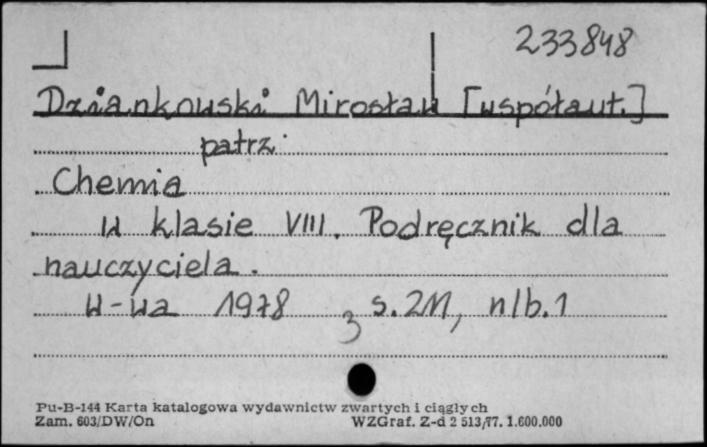 233848
Dziankowski Mirosław [współaut.]
patrz
Chemia
w klasie VIII. Podręcznik dla
nauczyciela.
W-wa 1978 s. 211, nlb. 1
3
Pu-B-144 Karta katalogowa wydawnictw zwartych i ciągłych
Zam. 603/DW/On WZGraf. Z-d 2 513/77. 1.600.000